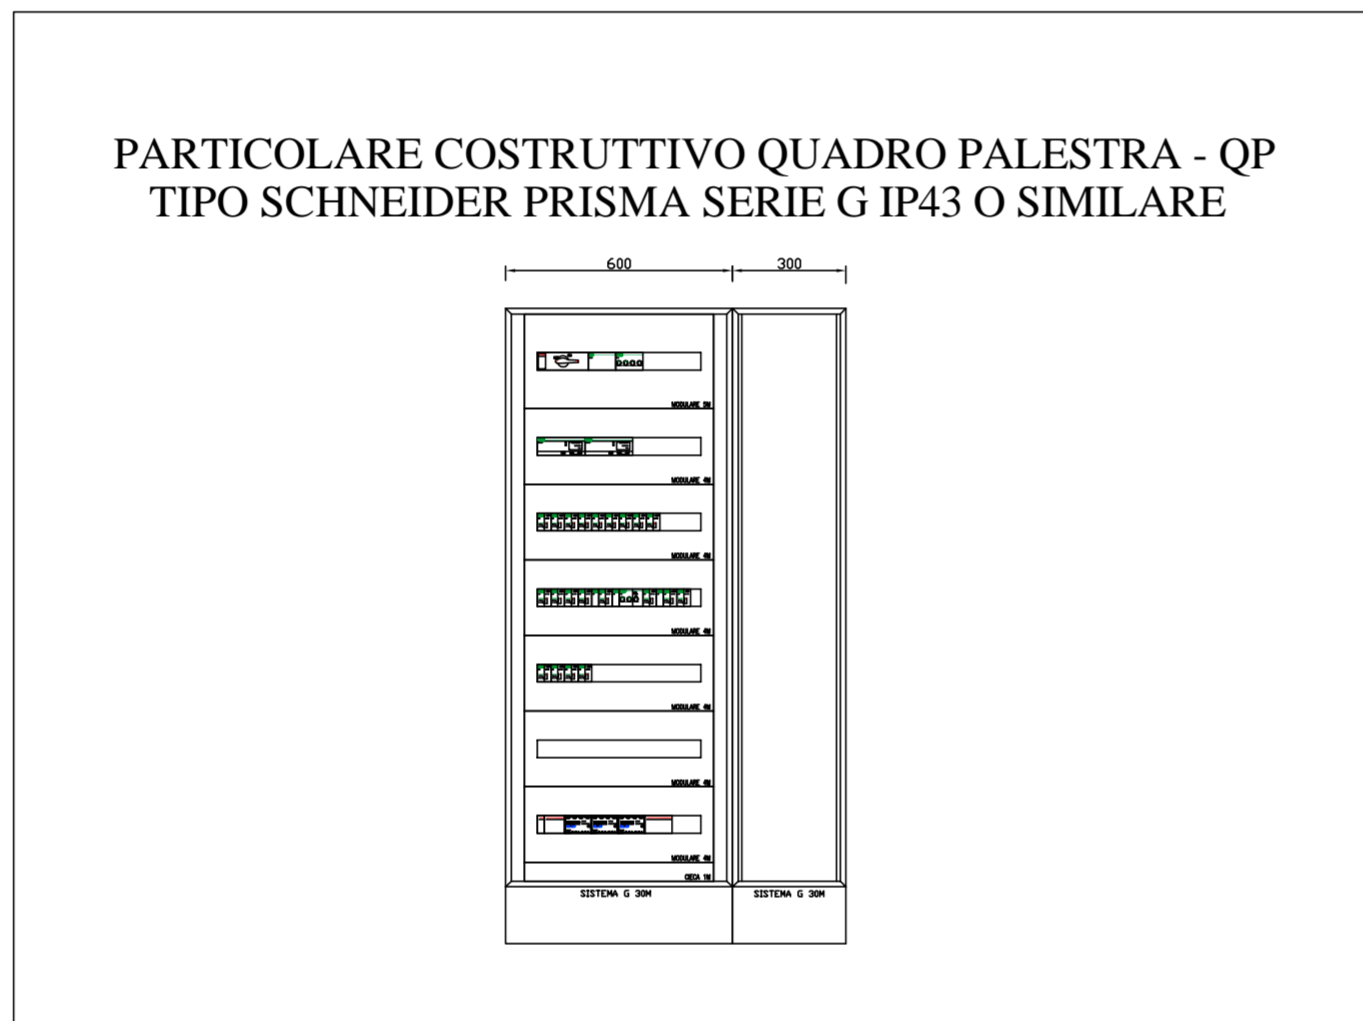 PARTICOLARE COSTRUTTIVO QUADRO PALESTRA - QP
TIPO SCHNEIDER PRISMA SERIE G IP43 O SIMILARE
600
300
MODULARE 5M
MODULARE 4M
MODULARE 4M
MODULARE 4M
MODULARE 4M
MODULARE 4M
MODULARE 4M
CIECA 1M
SISTEMA G 30M
SISTEMA G 30M